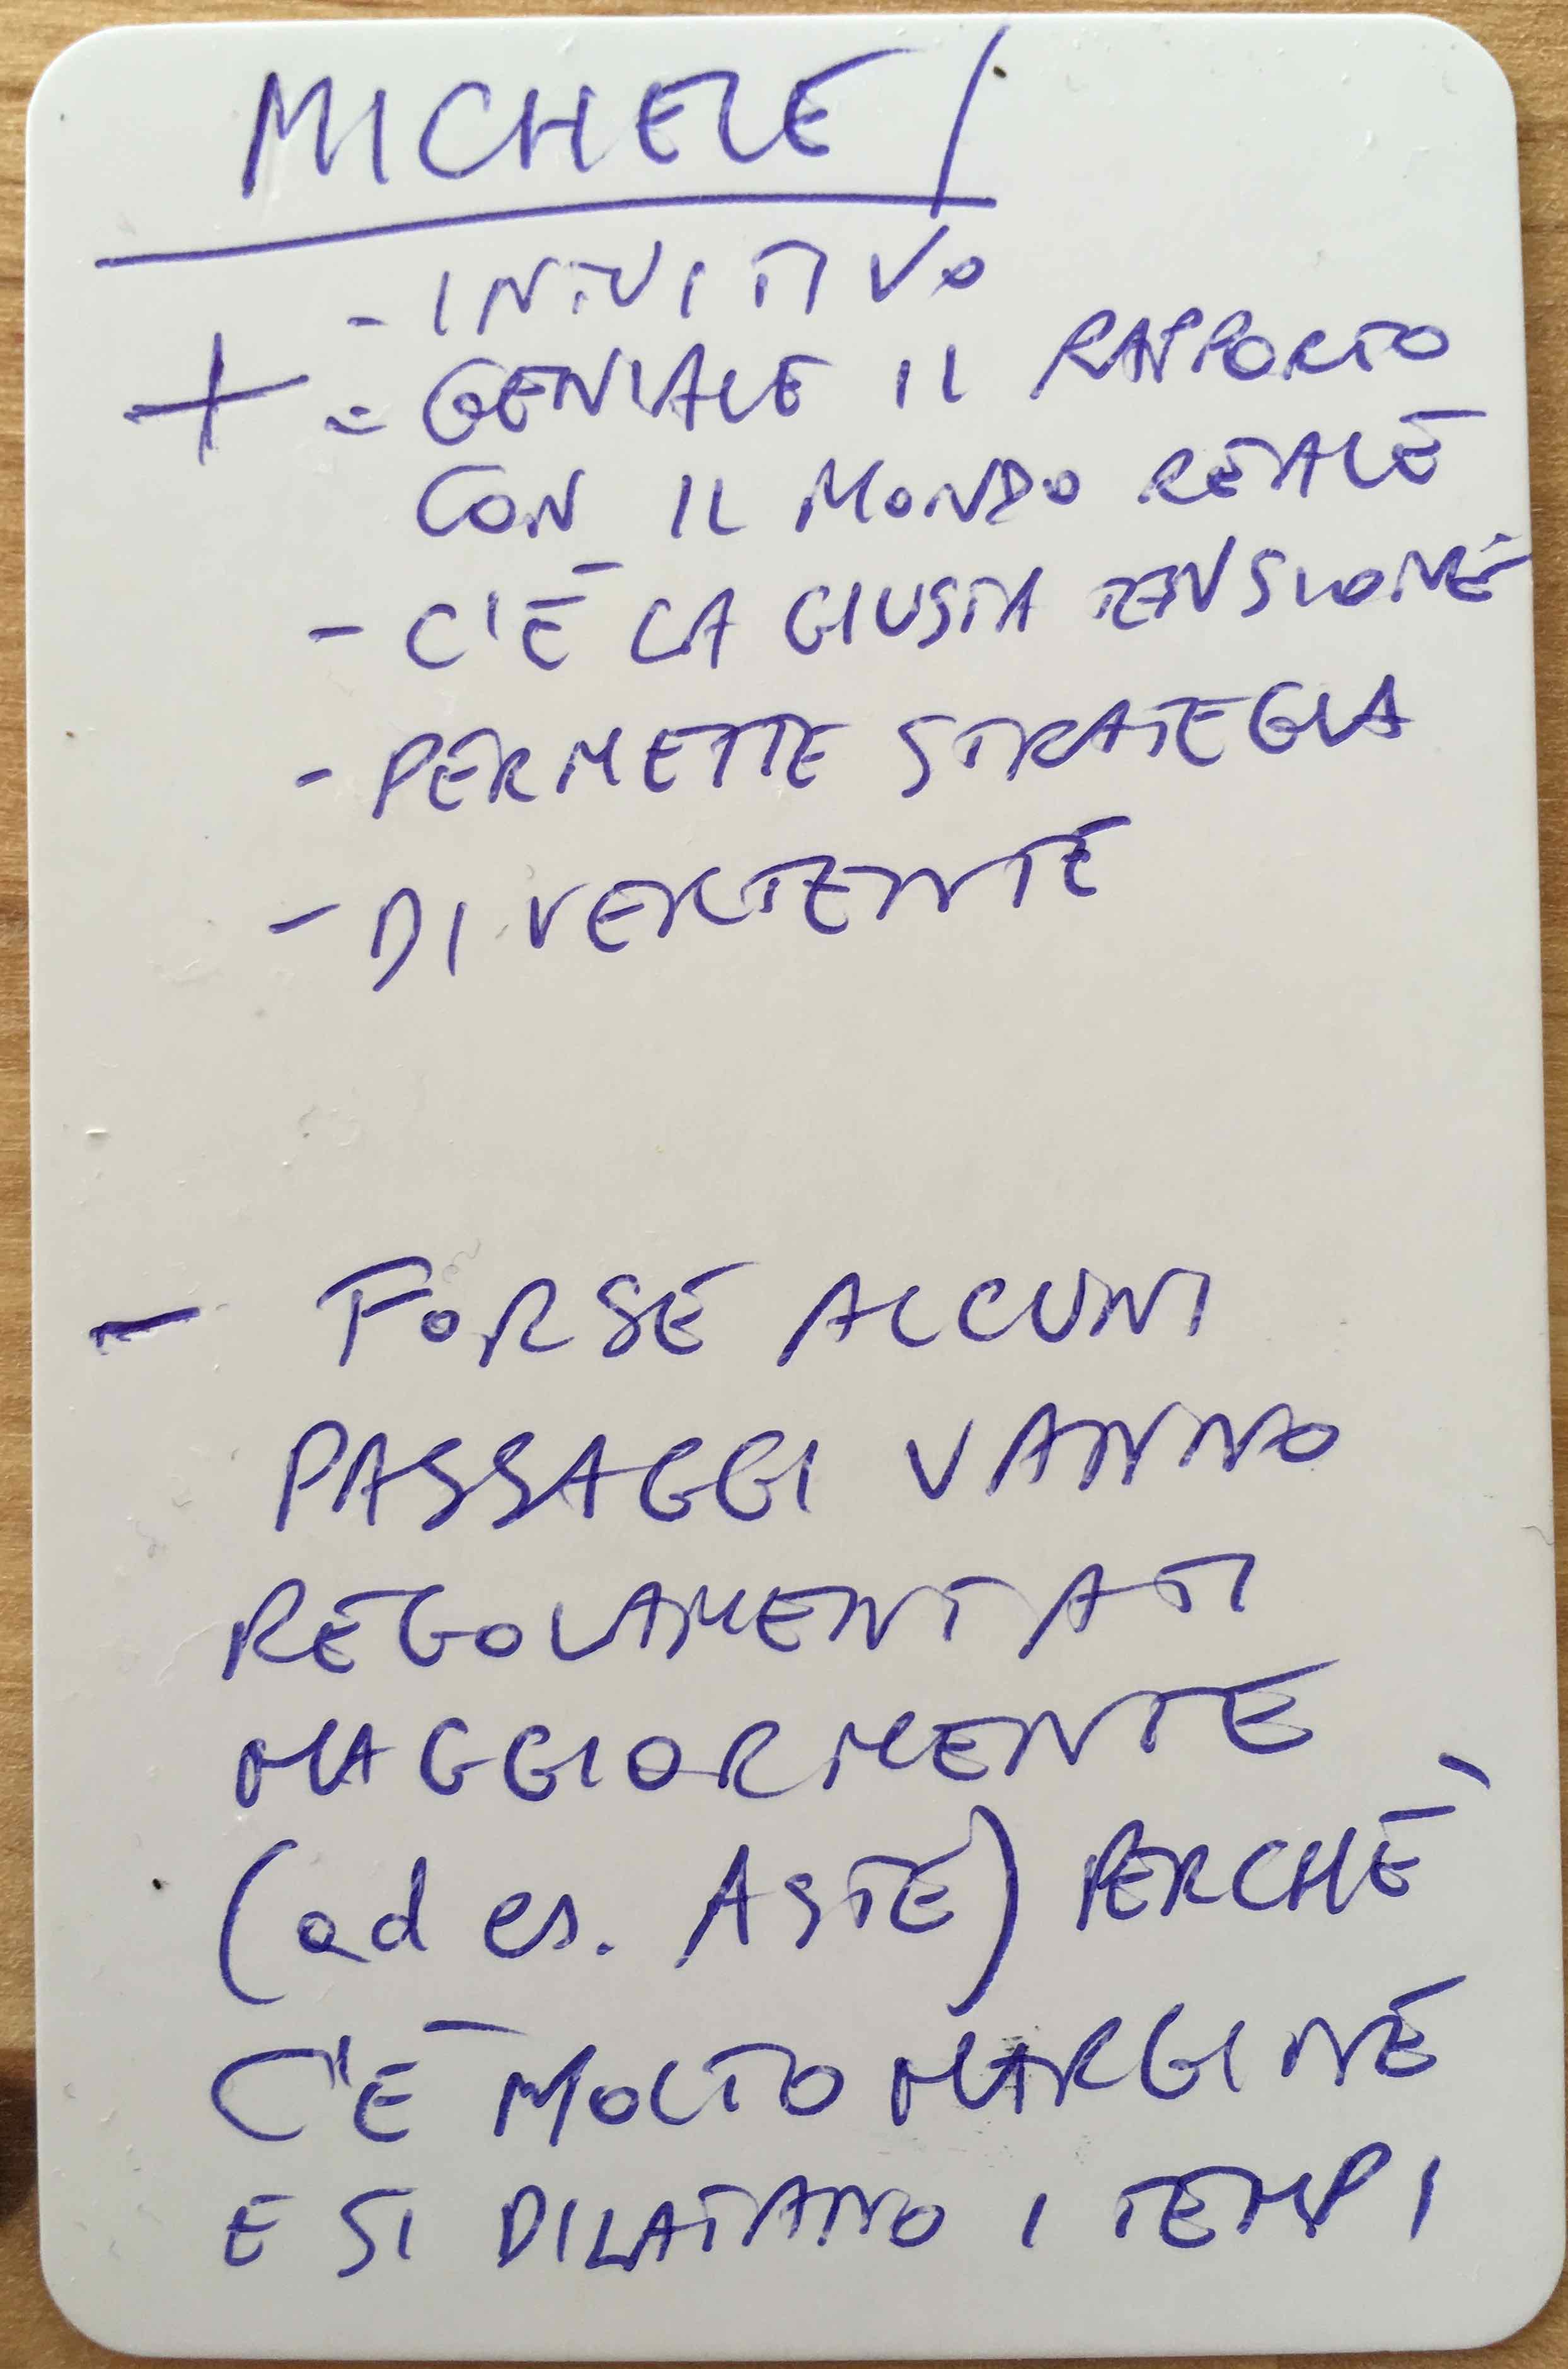 MICHELE /
- INTUITIVO
+ - GENIALE IL RAPPORTO
CON IL MONDO REALE
- C'È LA GIUSTA TENSIONE
- PERMETTE STRATEGIA
- DIVERTENTE
- FORSE ALCUNI
PASSAGGI VANNO
REGOLAMENTATI
MAGGIORMENTE
(ad es. ASTE) PERCHÈ
C'È MOLTO MARGINE
E SI DILATANO I TEMPI